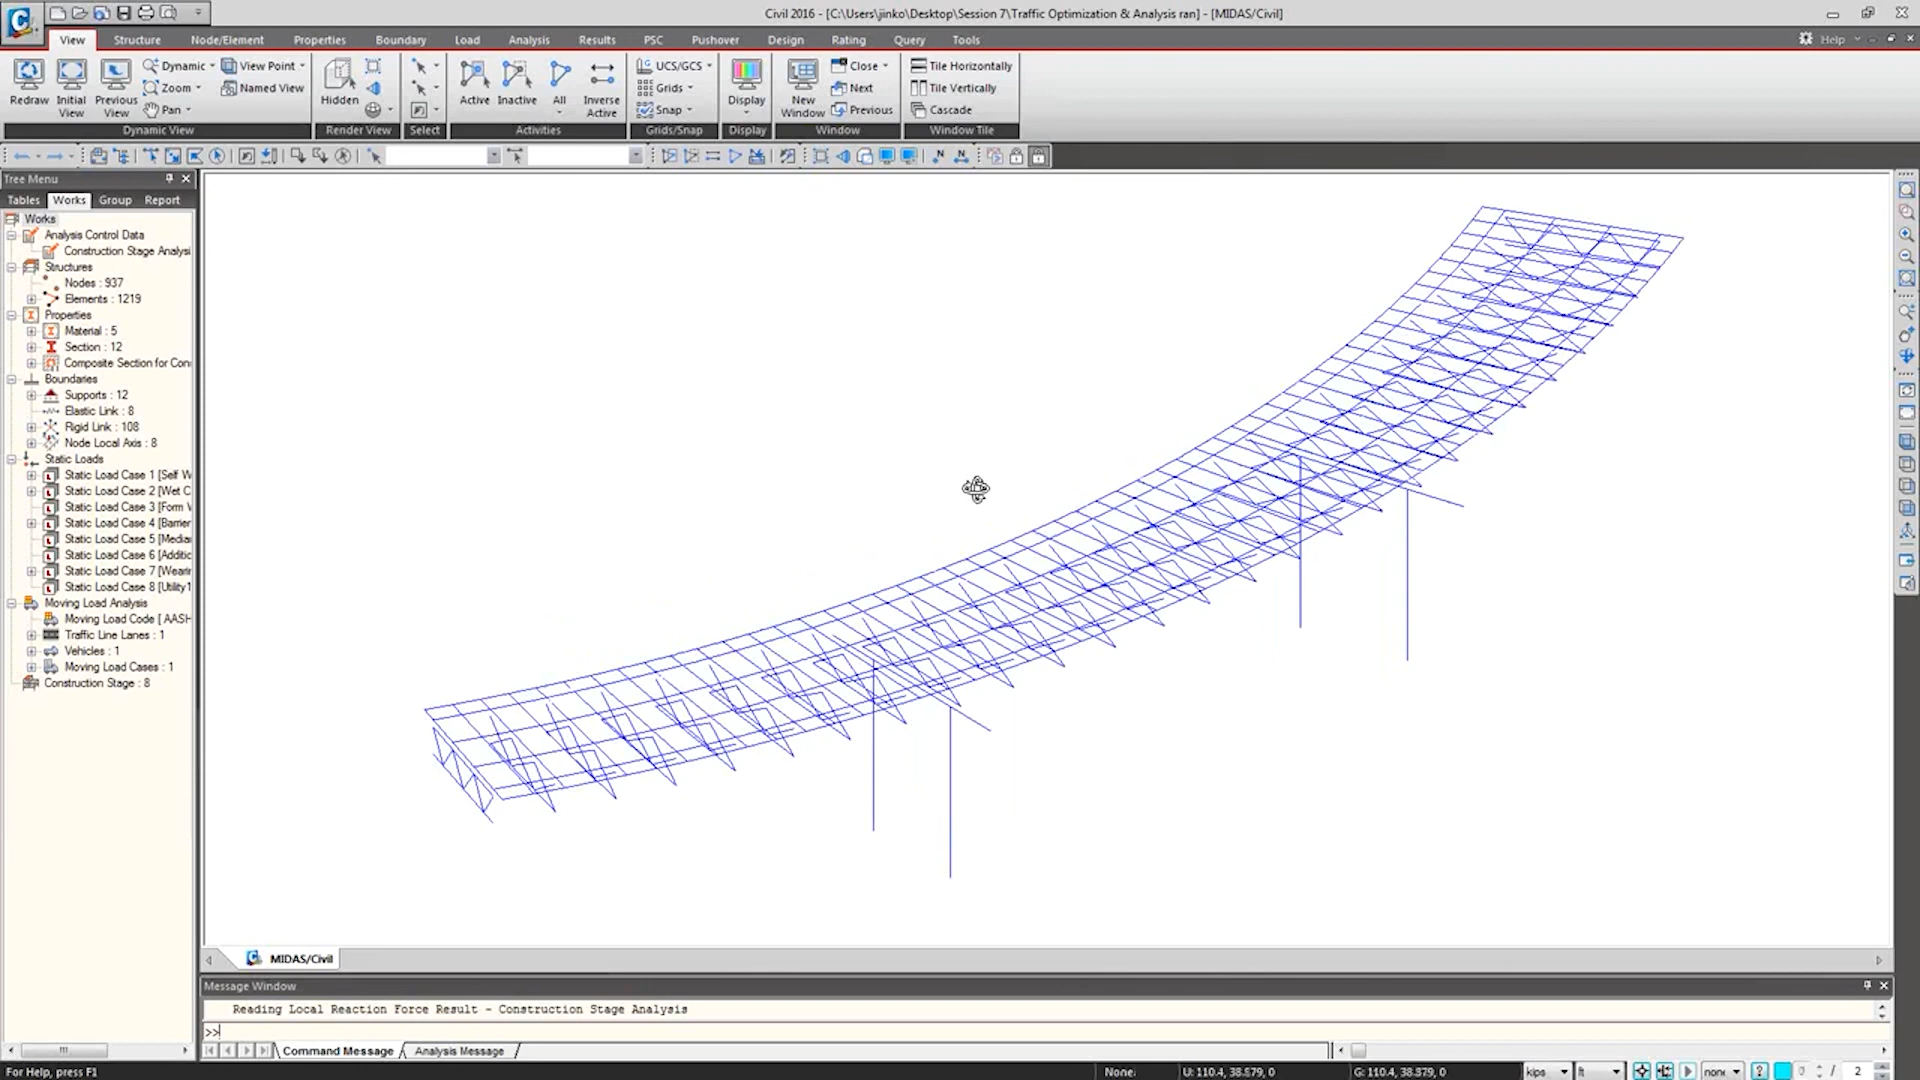 Civil 2016 - [C:\Users\jinko\Desktop\Session 7\Traffic Optimization & Analysis ran] - [MIDAS/Civil]
View Structure Node/Element Properties Boundary Load Analysis Results PSC Pushover Design Rating Query Tools Help
Redraw
Initial View
Previous View
Dynamic
Zoom
Pan
View Point
Named View
Dynamic View
Hidden
Render View
Select
Active
Inactive
All
Inverse Active
Activities
UCS/GCS
Grids
Snap
Grids/Snap
Display
Display
New Window
Close
Next
Previous
Window
Tile Horizontally
Tile Vertically
Cascade
Window Tile
Tree Menu
Tables Works Group Report
Works
Analysis Control Data
Construction Stage Analysi
Structures
Nodes : 937
Elements : 1219
Properties
Material : 5
Section : 12
Composite Section for Con
Boundaries
Supports : 12
Elastic Link : 8
Rigid Link : 108
Node Local Axis : 8
Static Loads
Static Load Case 1 [Self W
Static Load Case 2 [Wet C
Static Load Case 3 [Form W
Static Load Case 4 [Barrier
Static Load Case 5 [Media
Static Load Case 6 [Additic
Static Load Case 7 [Wearin
Static Load Case 8 [Utility1
Moving Load Analysis
Moving Load Code [ AASH
Traffic Line Lanes : 1
Vehicles : 1
Moving Load Cases : 1
Construction Stage : 8
MIDAS/Civil
Message Window
Reading Local Reaction Force Result - Construction Stage Analysis
>>
Command Message Analysis Message
For Help, press F1
None:
U: 110.4, 38.579, 0
G: 110.4, 38.579, 0
kips
ft
none
? 0 / 2